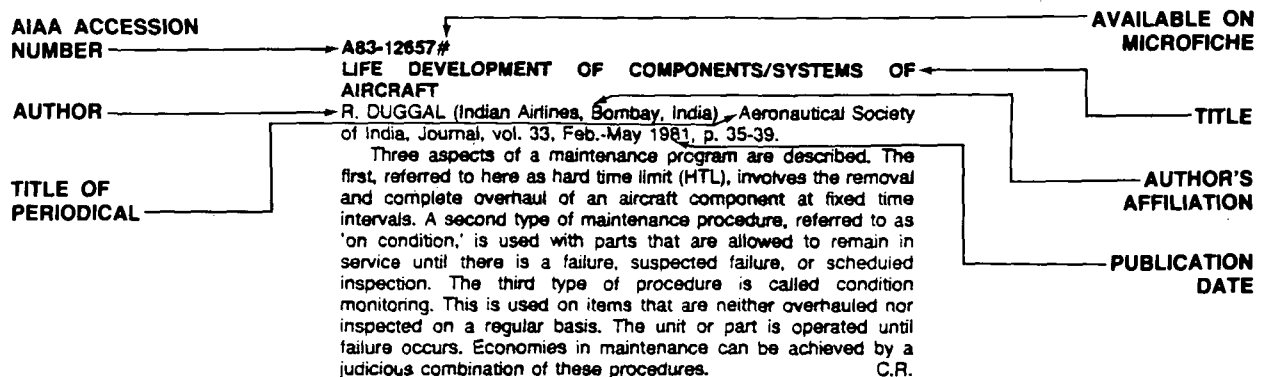 AIAA ACCESSION
NUMBER
AVAILABLE ON
MICROFICHE
A83-12657#
LIFE DEVELOPMENT OF COMPONENTS/SYSTEMS OF
AIRCRAFT
TITLE
AUTHOR
R. DUGGAL (Indian Airlines, Bombay, India) Aeronautical Society
of India, Journal, vol. 33, Feb.-May 1981, p. 35-39.
TITLE OF
PERIODICAL
AUTHOR'S
AFFILIATION
PUBLICATION
DATE
Three aspects of a maintenance program are described. The
first, referred to here as hard time limit (HTL), involves the removal
and complete overhaul of an aircraft component at fixed time
intervals. A second type of maintenance procedure, referred to as
'on condition,' is used with parts that are allowed to remain in
service until there is a failure, suspected failure, or scheduled
inspection. The third type of procedure is called condition
monitoring. This is used on items that are neither overhauled nor
inspected on a regular basis. The unit or part is operated until
failure occurs. Economies in maintenance can be achieved by a
judicious combination of these procedures. C.R.